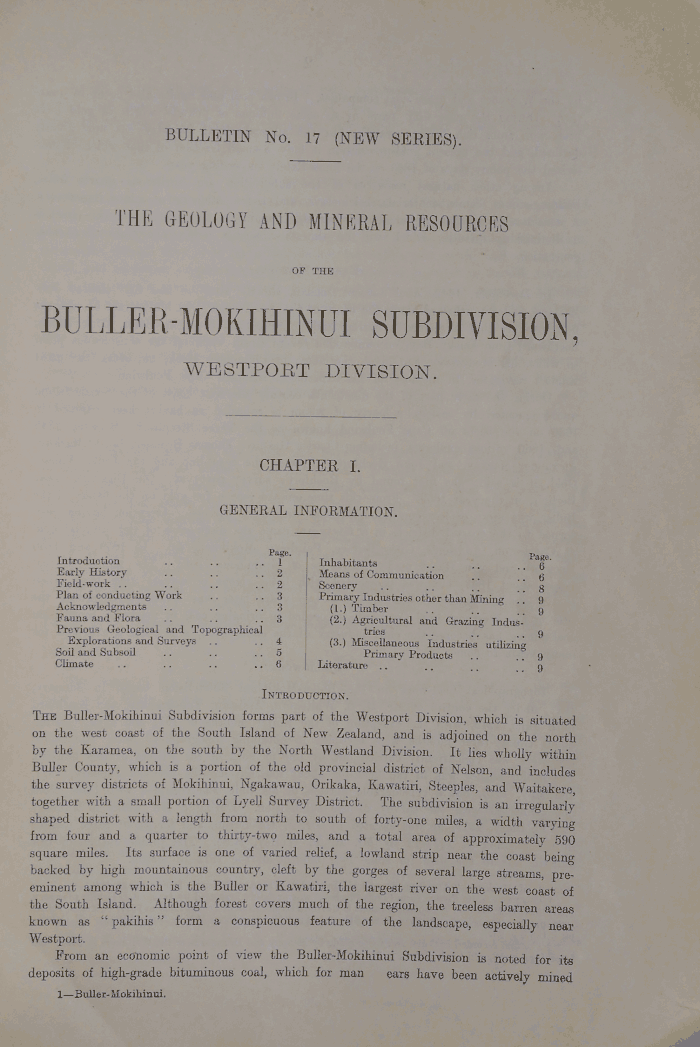 BULLETIN No. 17 (NEW SERIES).
THE GEOLOGY AND MINERAL RESOURCES
OF THE
BULLER-MOKIHINUI SUBDIVISION,
WESTPORT DIVISION.
CHAPTER I.
GENERAL INFORMATION.
Page.
Introduction .. .. .. 1
Early History .. .. .. 2
Field-work .. .. .. 2
Plan of conducting Work .. .. 3
Acknowledgments .. .. .. 3
Fauna and Flora .. .. .. 3
Previous Geological and Topographical
Explorations and Surveys .. .. 4
Soil and Subsoil .. .. .. 5
Climate .. .. .. .. 6
Page.
Inhabitants .. .. .. 6
Means of Communication .. .. 6
Scenery .. .. .. .. 8
Primary Industries other than Mining .. 9
(1.) Timber .. .. .. 9
(2.) Agricultural and Grazing Indus-
tries .. .. .. 9
(3.) Miscellaneous Industries utilizing
Primary Products .. .. 9
Literature .. .. .. .. 9
INTRODUCTION.
THE Buller-Mokihinui Subdivision forms part of the Westport Division, which is situated
on the west coast of the South Island of New Zealand, and is adjoined on the north
by the Karamea, on the south by the North Westland Division. It lies wholly within
Buller County, which is a portion of the old provincial district of Nelson, and includes
the survey districts of Mokihinui, Ngakawau, Orikaka, Kawatiri, Steeples, and Waitakere,
together with a small portion of Lyell Survey District. The subdivision is an irregularly
shaped district with a length from north to south of forty-one miles, a width varying
from four and a quarter to thirty-two miles, and a total area of approximately 590
square miles. Its surface is one of varied relief, a lowland strip near the coast being
backed by high mountainous country, cleft by the gorges of several large streams, pre-
eminent among which is the Buller or Kawatiri, the largest river on the west coast of
the South Island. Although forest covers much of the region, the treeless barren areas
known as "pakihis" form a conspicuous feature of the landscape, especially near
Westport.
From an economic point of view the Buller-Mokihinui Subdivision is noted for its
deposits of high-grade bituminous coal, which for man ears have been actively mined
1—Buller-Mokihinui.